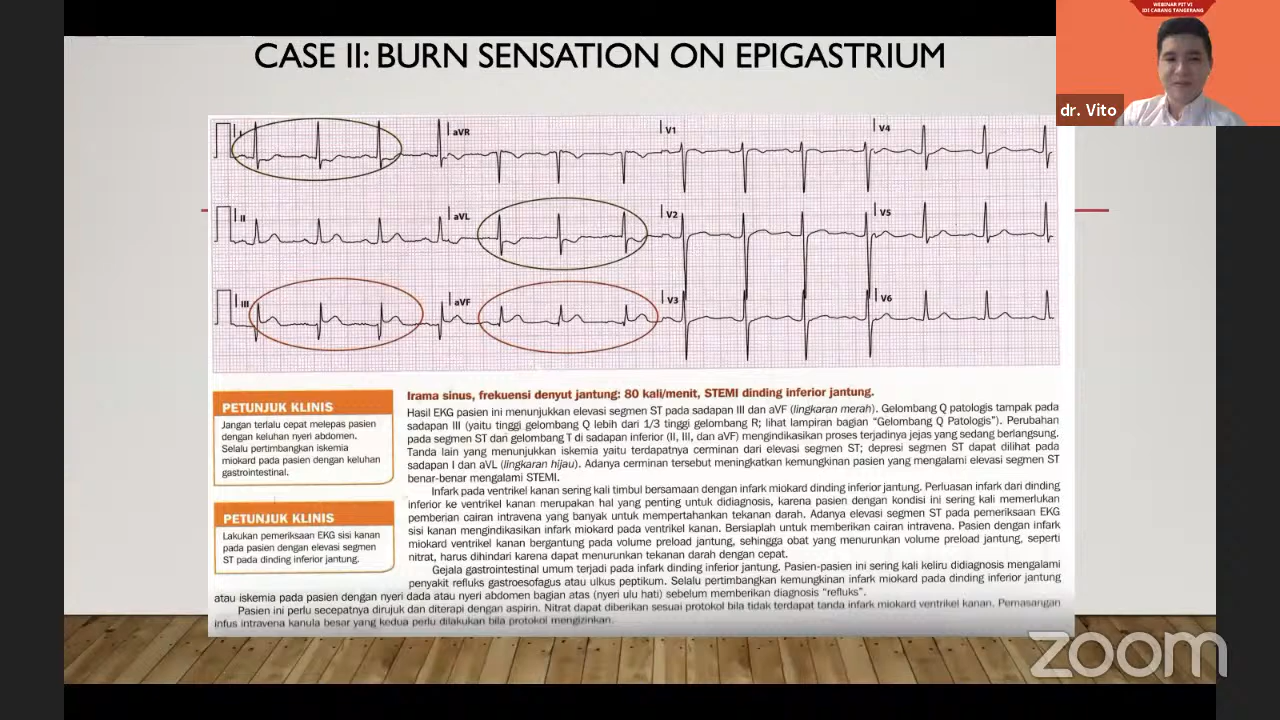 WEBINAR PIT VI
IDI CABANG TANGERANG
dr. Vito
CASE II: BURN SENSATION ON EPIGASTRIUM
I
aVR
V1
V4
II
aVL
V2
V5
III
aVF
V3
V6
PETUNJUK KLINIS
Jangan terlalu cepat melepas pasien
dengan keluhan nyeri abdomen.
Selalu pertimbangkan iskemia
miokard pada pasien dengan keluhan
gastrointestinal.
PETUNJUK KLINIS
Lakukan pemeriksaan EKG sisi kanan
pada pasien dengan elevasi segmen
ST pada dinding inferior jantung.
Irama sinus, frekuensi denyut jantung: 80 kali/menit, STEMI dinding inferior jantung.
Hasil EKG pasien ini menunjukkan elevasi segmen ST pada sadapan III dan aVF (lingkaran merah). Gelombang Q patologis tampak pada
sadapan III (yaitu tinggi gelombang Q lebih dari 1/3 tinggi gelombang R; lihat lampiran bagian “Gelombang Q Patologis”). Perubahan
pada segmen ST dan gelombang T di sadapan inferior (II, III, dan aVF) mengindikasikan proses terjadinya jejas yang sedang berlangsung.
Tanda lain yang menunjukkan iskemia yaitu terdapatnya cerminan dari elevasi segmen ST; depresi segmen ST dapat dilihat pada
sadapan I dan aVL (lingkaran hijau). Adanya cerminan tersebut meningkatkan kemungkinan pasien yang mengalami elevasi segmen ST
benar-benar mengalami STEMI.
Infark pada ventrikel kanan sering kali timbul bersamaan dengan infark miokard dinding inferior jantung. Perluasan infark dari dinding
inferior ke ventrikel kanan merupakan hal yang penting untuk didiagnosis, karena pasien dengan kondisi ini sering kali memerlukan
pemberian cairan intravena yang banyak untuk mempertahankan tekanan darah. Adanya elevasi segmen ST pada pemeriksaan EKG
sisi kanan mengindikasikan infark miokard pada ventrikel kanan. Bersiaplah untuk memberikan cairan intravena. Pasien dengan infark
miokard ventrikel kanan bergantung pada volume preload jantung, sehingga obat yang menurunkan volume preload jantung, seperti
nitrat, harus dihindari karena dapat menurunkan tekanan darah dengan cepat.
Gejala gastrointestinal umum terjadi pada infark dinding inferior jantung. Pasien-pasien ini sering kali keliru didiagnosis mengalami
penyakit refluks gastroesofagus atau ulkus peptikum. Selalu pertimbangkan kemungkinan infark miokard pada dinding inferior jantung
atau iskemia pada pasien dengan nyeri dada atau nyeri abdomen bagian atas (nyeri ulu hati) sebelum memberikan diagnosis “refluks”.
Pasien ini perlu secepatnya dirujuk dan diterapi dengan aspirin. Nitrat dapat diberikan sesuai protokol bila tidak terdapat tanda infark miokard ventrikel kanan. Pemasangan
infus intravena kanula besar yang kedua perlu dilakukan bila protokol mengizinkan.
zoom